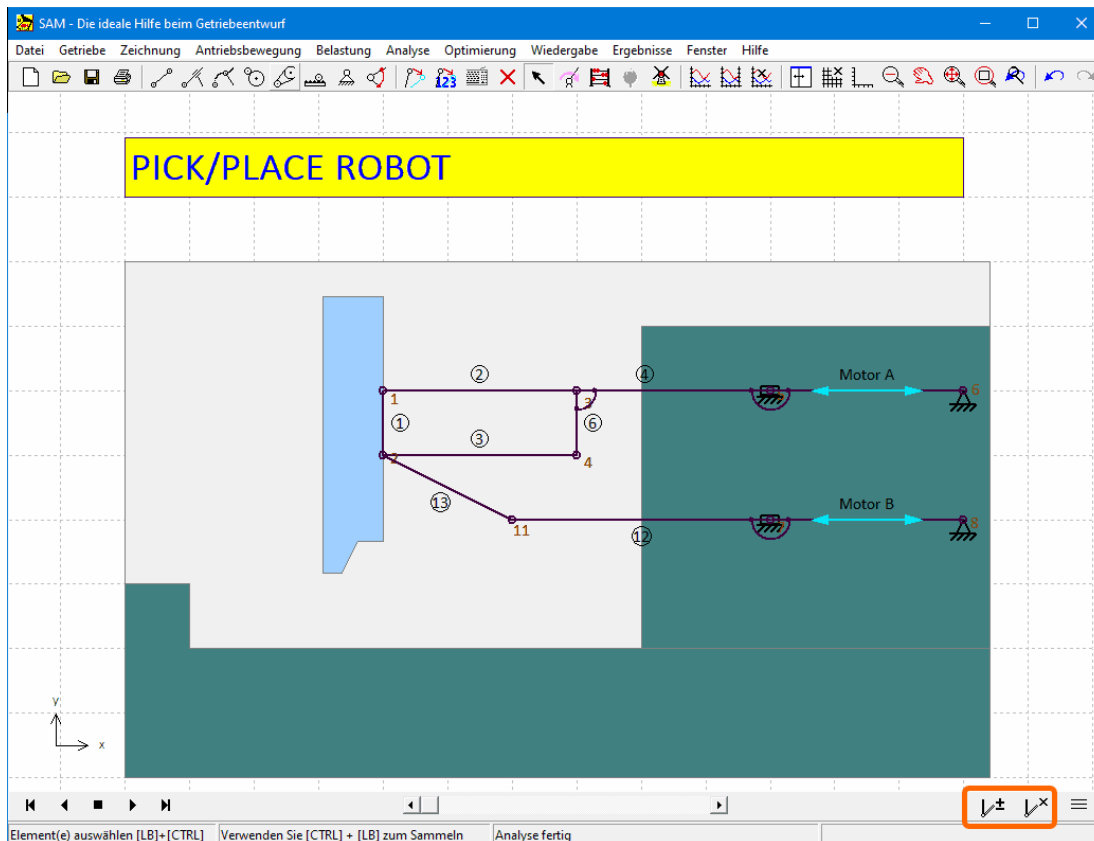 SAM - Die ideale Hilfe beim Getriebeentwurf
Datei Getriebe Zeichnung Antriebsbewegung Belastung Analyse Optimierung Wiedergabe Ergebnisse Fenster Hilfe
123
PICK/PLACE ROBOT
2 4 Motor A
1 3 6
1 6
3
2 4
13 Motor B
11 8
12
y
x
Element(e) auswählen [LB]+[CTRL] Verwenden Sie [CTRL] + [LB] zum Sammeln Analyse fertig